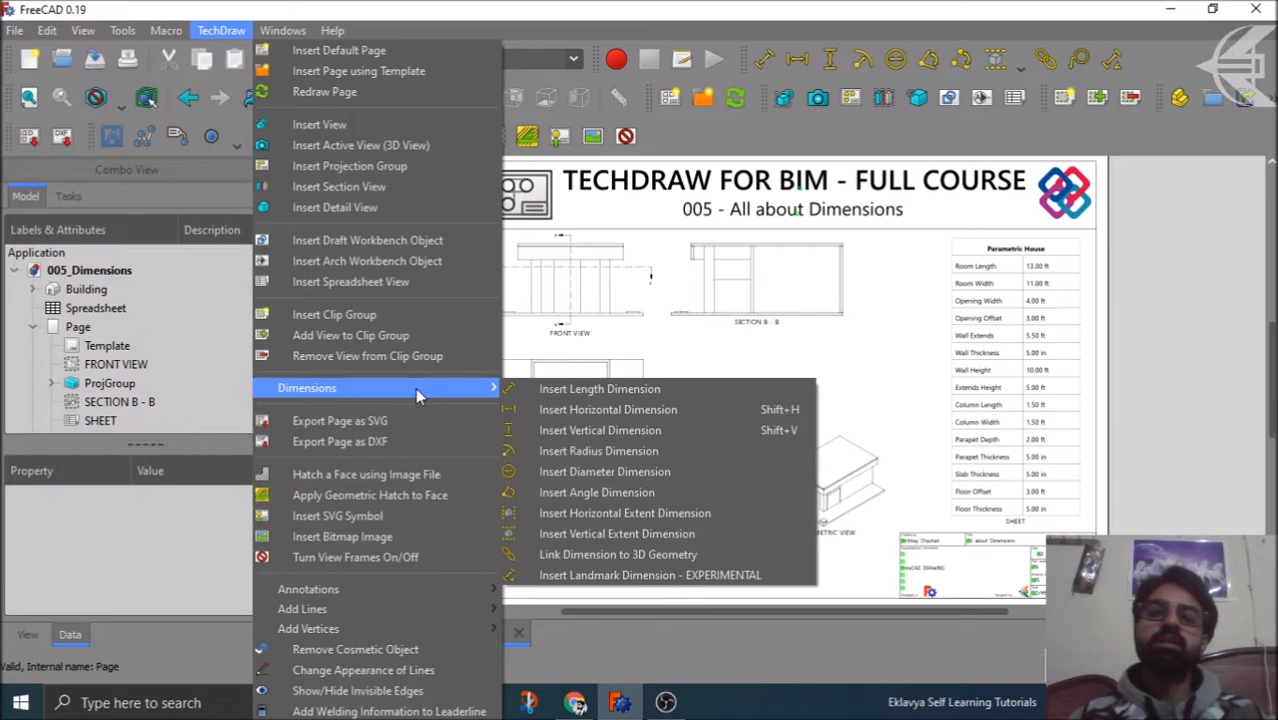 FreeCAD 0.19
File Edit View Tools Macro TechDraw Windows Help
Combo View
Model Tasks
Labels & Attributes Description
Application
005_Dimensions
Building
Spreadsheet
Page
Template
FRONT VIEW
ProjGroup
SECTION B - B
SHEET
Property Value
View Data
Valid, Internal name: Page
Insert Default Page
Insert Page using Template
Redraw Page
Insert View
Insert Active View (3D View)
Insert Projection Group
Insert Section View
Insert Detail View
Insert Draft Workbench Object
Insert Arch Workbench Object
Insert Spreadsheet View
Insert Clip Group
Add View to Clip Group
Remove View from Clip Group
Dimensions
Export Page as SVG
Export Page as DXF
Hatch a Face using Image File
Apply Geometric Hatch to Face
Insert SVG Symbol
Insert Bitmap Image
Turn View Frames On/Off
Annotations
Add Lines
Add Vertices
Remove Cosmetic Object
Change Appearance of Lines
Show/Hide Invisible Edges
Add Welding Information to Leaderline
Insert Length Dimension
Insert Horizontal Dimension Shift+H
Insert Vertical Dimension Shift+V
Insert Radius Dimension
Insert Diameter Dimension
Insert Angle Dimension
Insert Horizontal Extent Dimension
Insert Vertical Extent Dimension
Link Dimension to 3D Geometry
Insert Landmark Dimension - EXPERIMENTAL
TECHDRAW FOR BIM - FULL COURSE
005 - All about Dimensions
FRONT VIEW
SECTION B - B
METRIC VIEW
Parametric House
Room Length 13.00 ft
Room Width 11.00 ft
Opening Width 4.00 ft
Opening Offset 3.00 ft
Wall Extends 5.50 ft
Wall Thickness 5.00 in
Wall Height 10.00 ft
Extends Height 5.00 in
Column Length 1.50 ft
Column Width 1.50 ft
Parapet Depth 2.00 ft
Parapet Thickness 5.00 in
Slab Thickness 5.00 in
Floor Offset 3.00 ft
Floor Thickness 5.00 in
SHEET
FREECAD DRAWING
Type here to search
Eklavya Self Learning Tutorials